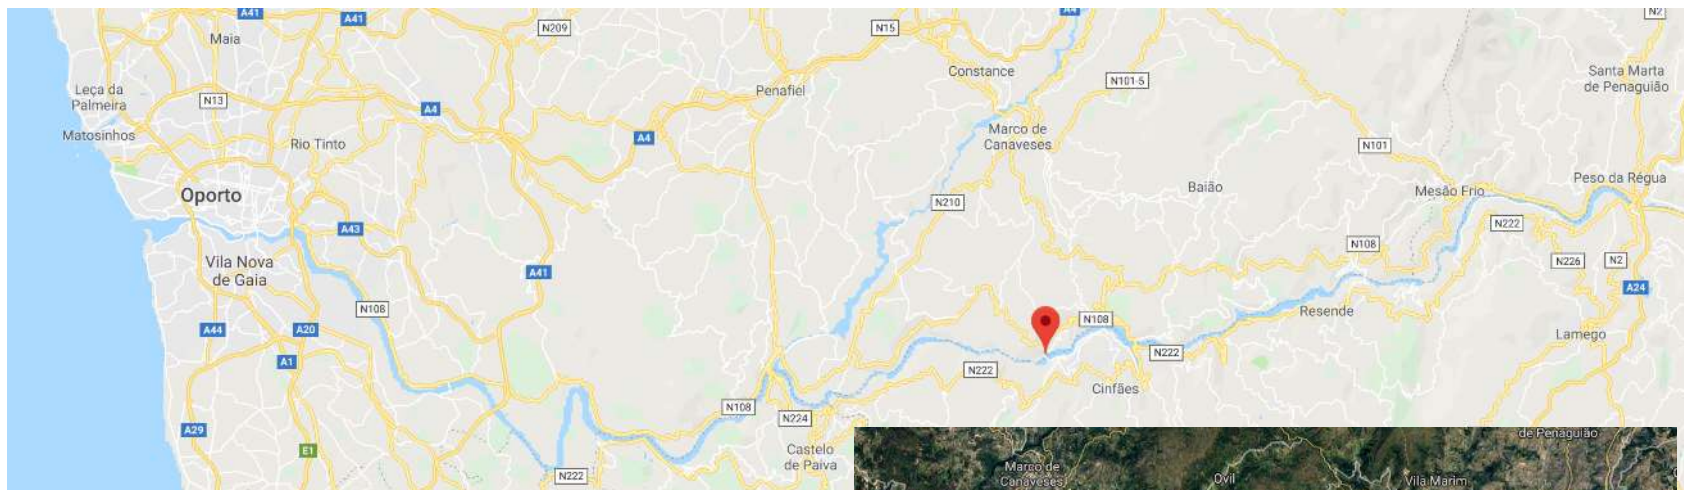 A41
A41
Maia
N209
N15
A4
N2
Constance
N101-5
Santa Marta
de Penaguião
Leça da
Palmeira
N13
A4
Penafiel
Matosinhos
Rio Tinto
A4
Marco de
Canaveses
N101
Oporto
N210
Baião
Mesão Frio
Peso da Régua
A43
N222
Vila Nova
de Gaia
A41
N108
N226
N2
A24
N108
Resende
A44
A20
N108
Lamego
A1
N222
N222
Cinfães
N108
N224
A29
E1
Castelo
de Paiva
N222
de Penaguião
Marco de
Canaveses
Ovil
Vila Marim